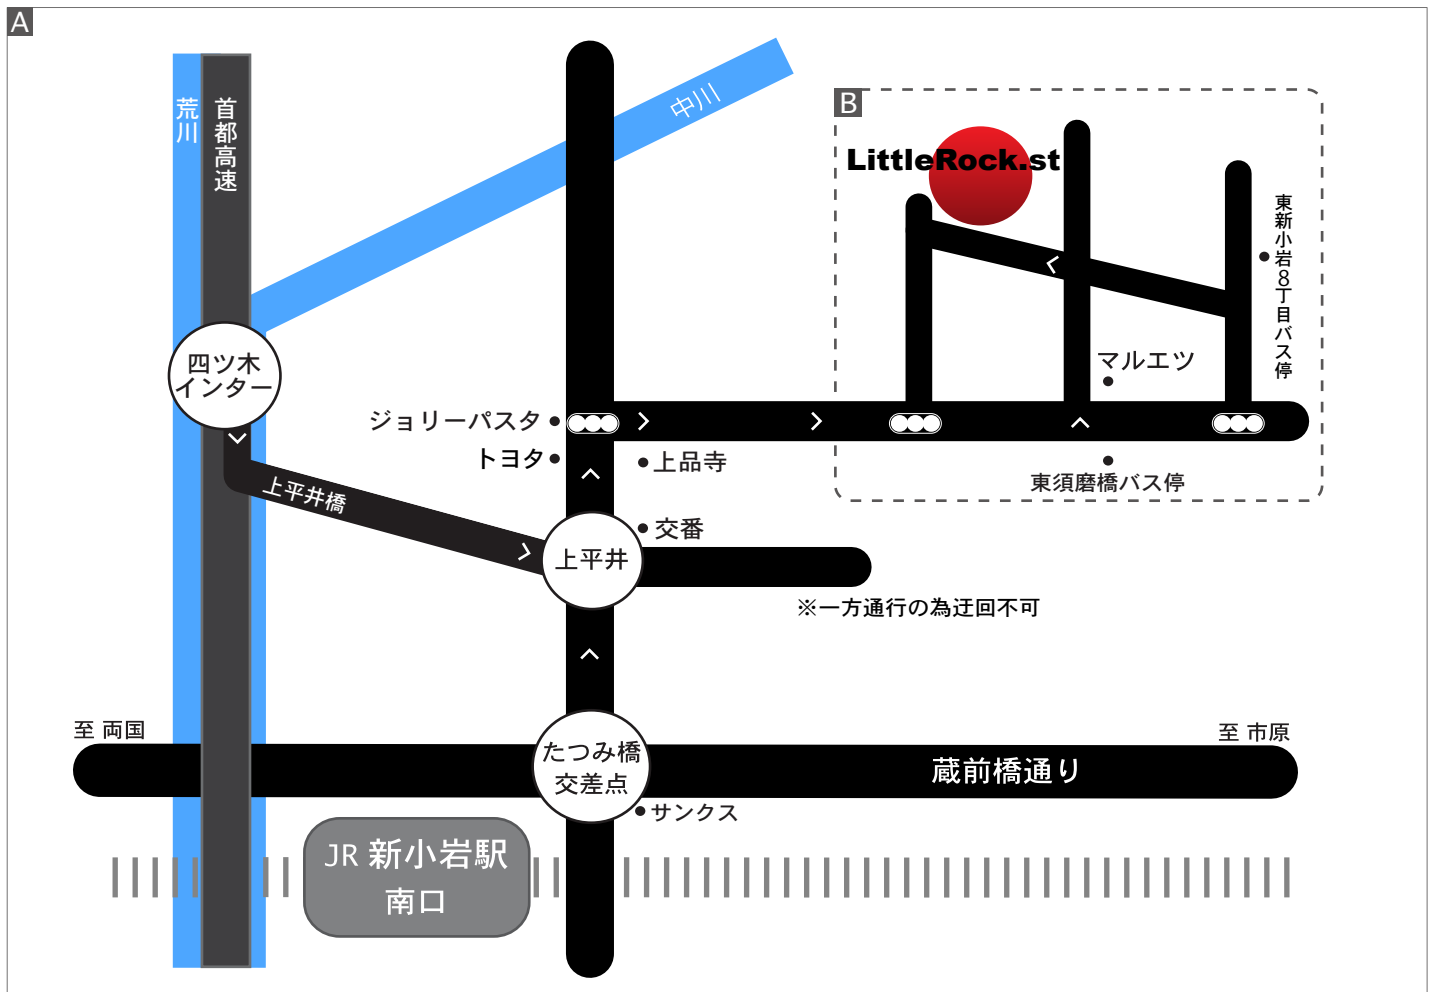 A
荒川
首都高速
中川
B
LittleRock.st
東新小岩8丁目バス停
四ツ木
インター
マルエツ
ジョリーパスタ
トヨタ
上品寺
東須磨橋バス停
上平井橋
交番
上平井
※一方通行の為迂回不可
至 両国
至 市原
たつみ橋
交差点
蔵前橋通り
サンクス
JR 新小岩駅
南口